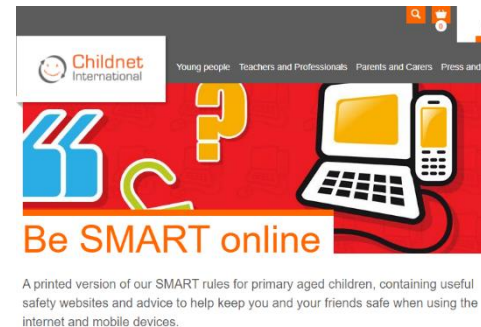 0
Childnet
International
Young people Teachers and Professionals Parents and Carers Press and
Be SMART online
A printed version of our SMART rules for primary aged children, containing useful
safety websites and advice to help keep you and your friends safe when using the
internet and mobile devices.